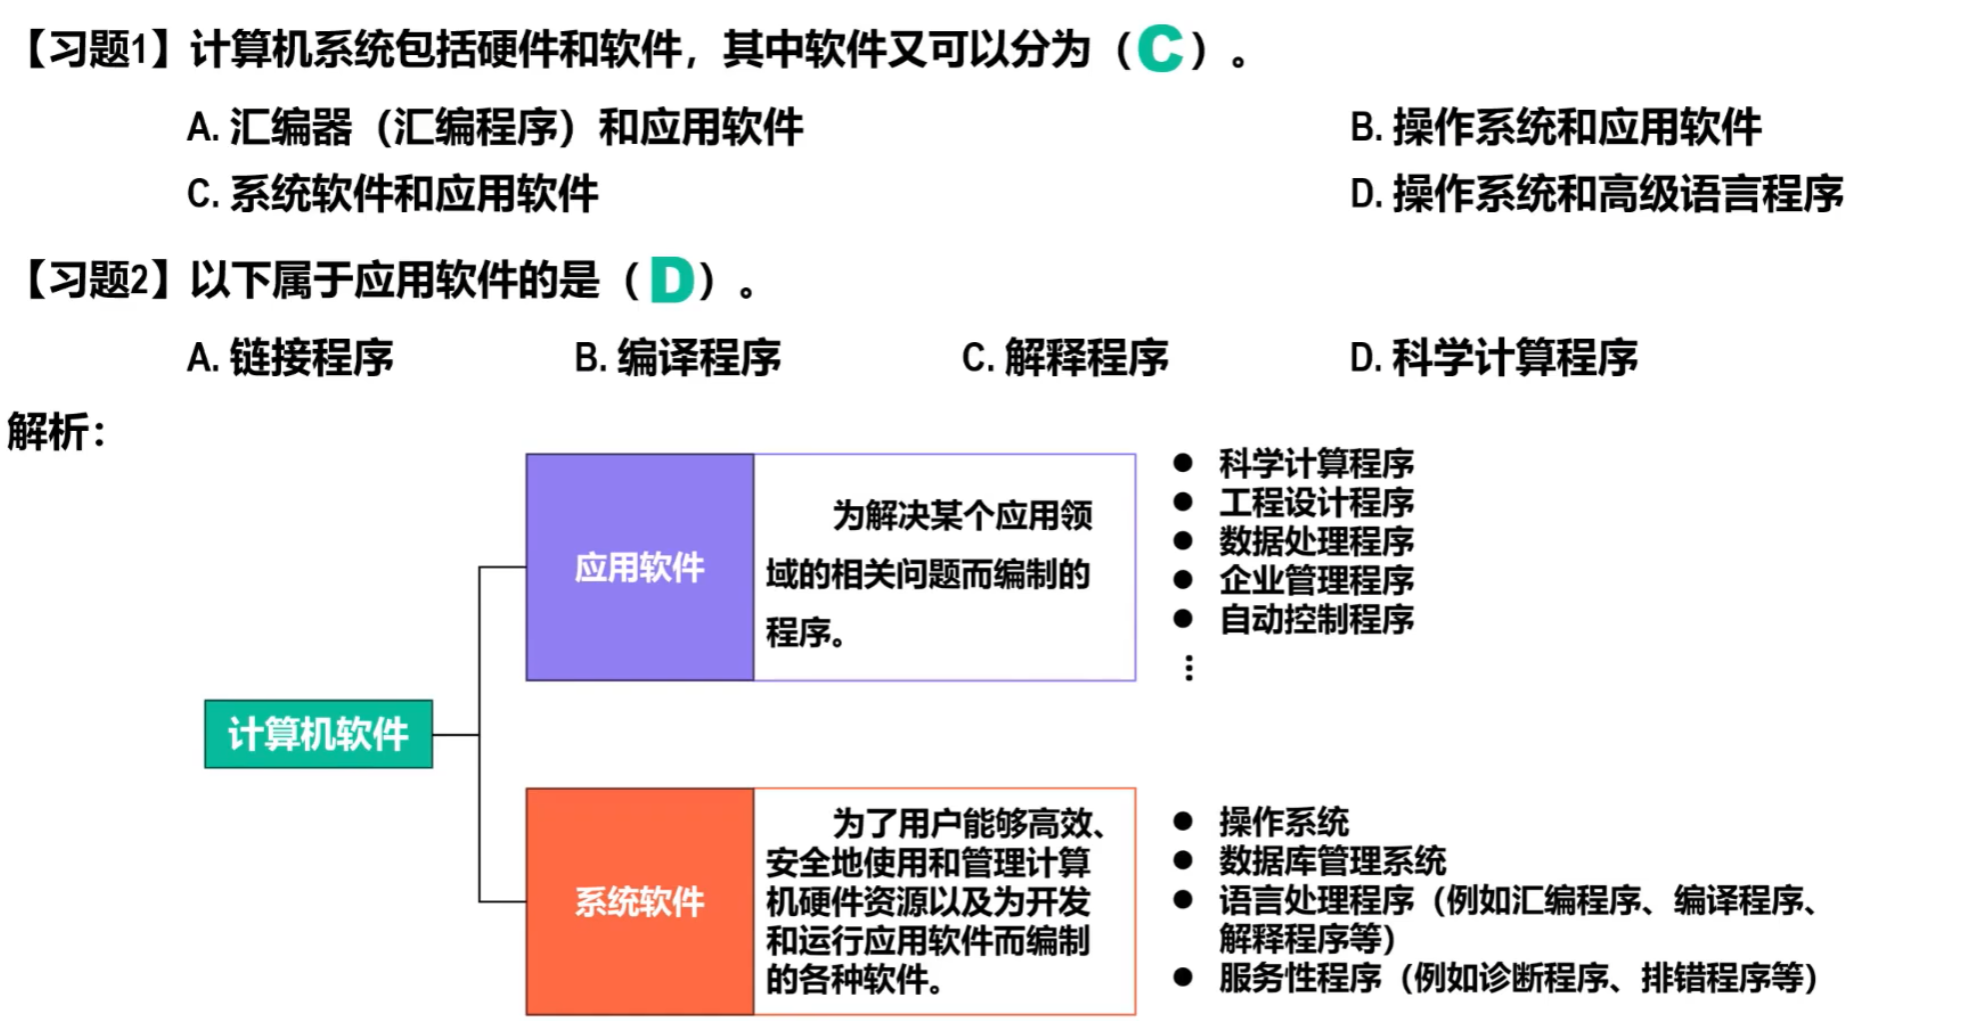 【习题1】计算机系统包括硬件和软件，其中软件又可以分为（C）。
A. 汇编器（汇编程序）和应用软件 B. 操作系统和应用软件
C. 系统软件和应用软件 D. 操作系统和高级语言程序
【习题2】以下属于应用软件的是（D）。
A. 链接程序 B. 编译程序 C. 解释程序 D. 科学计算程序
解析：
计算机软件
应用软件
为解决某个应用领
域的相关问题而编制的
程序。
● 科学计算程序
● 工程设计程序
● 数据处理程序
● 企业管理程序
● 自动控制程序
⋮
系统软件
为了用户能够高效、
安全地使用和管理计算
机硬件资源以及为开发
和运行应用软件而编制
的各种软件。
● 操作系统
● 数据库管理系统
● 语言处理程序（例如汇编程序、编译程序、
解释程序等）
● 服务性程序（例如诊断程序、排错程序等）